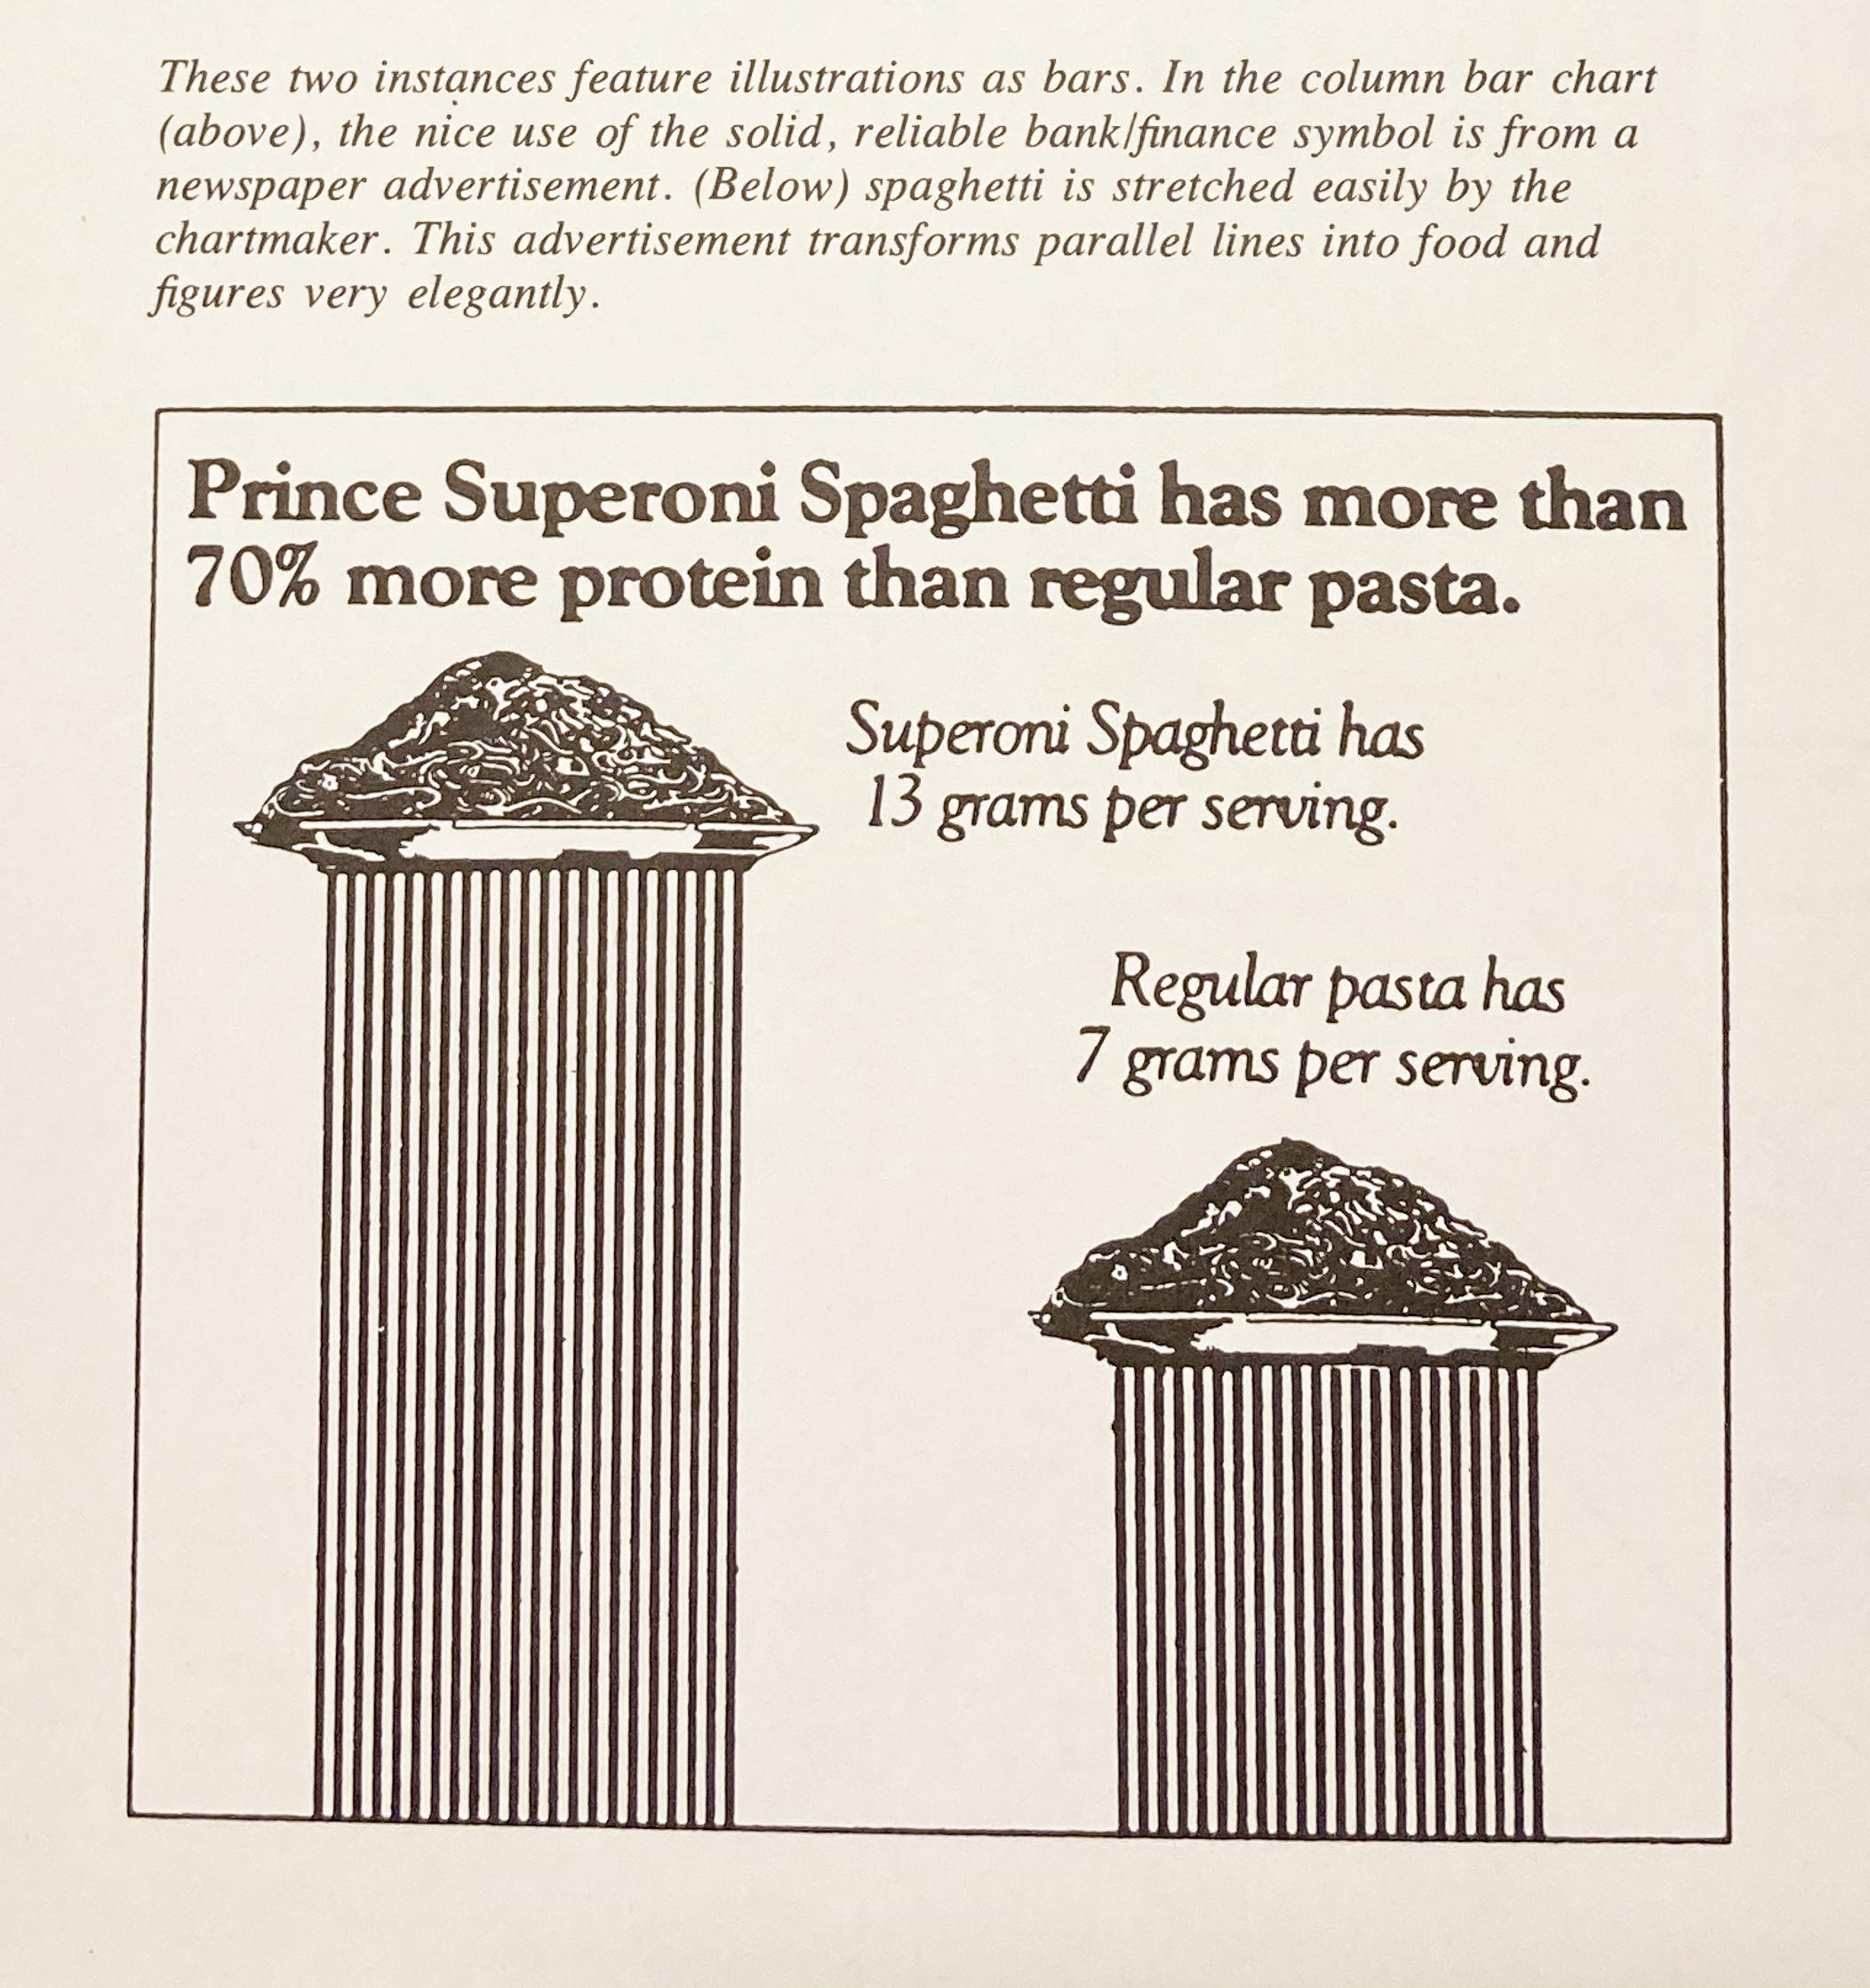 These two instances feature illustrations as bars. In the column bar chart
(above), the nice use of the solid, reliable bank/finance symbol is from a
newspaper advertisement. (Below) spaghetti is stretched easily by the
chartmaker. This advertisement transforms parallel lines into food and
figures very elegantly.
Prince Superoni Spaghetti has more than
70% more protein than regular pasta.
Superoni Spaghetti has
13 grams per serving.
Regular pasta has
7 grams per serving.